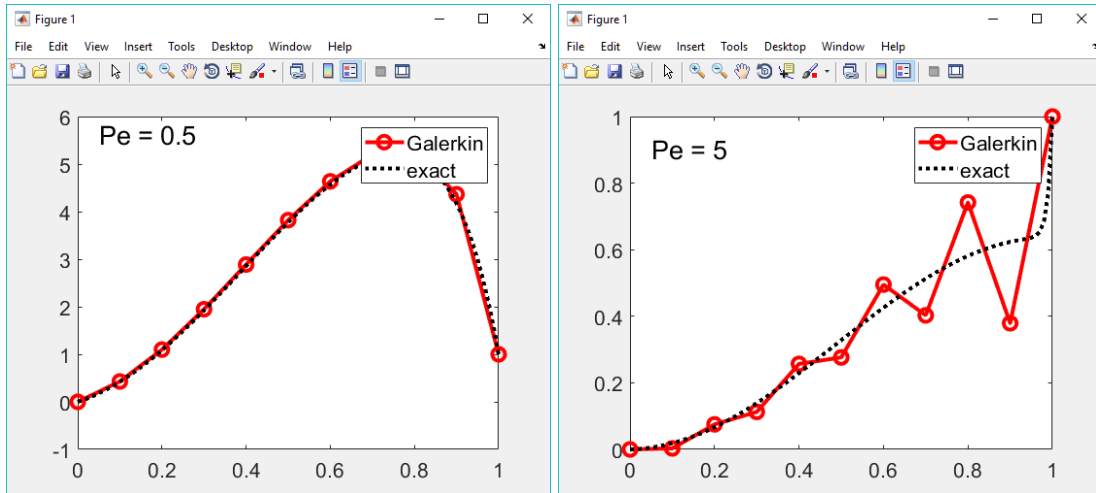 Figure 1
File Edit View Insert Tools Desktop Window Help
Pe = 0.5
Galerkin
exact
6
5
4
3
2
1
0
-1
0 0.2 0.4 0.6 0.8 1
Figure 1
File Edit View Insert Tools Desktop Window Help
Pe = 5
Galerkin
exact
1
0.8
0.6
0.4
0.2
0
0 0.2 0.4 0.6 0.8 1